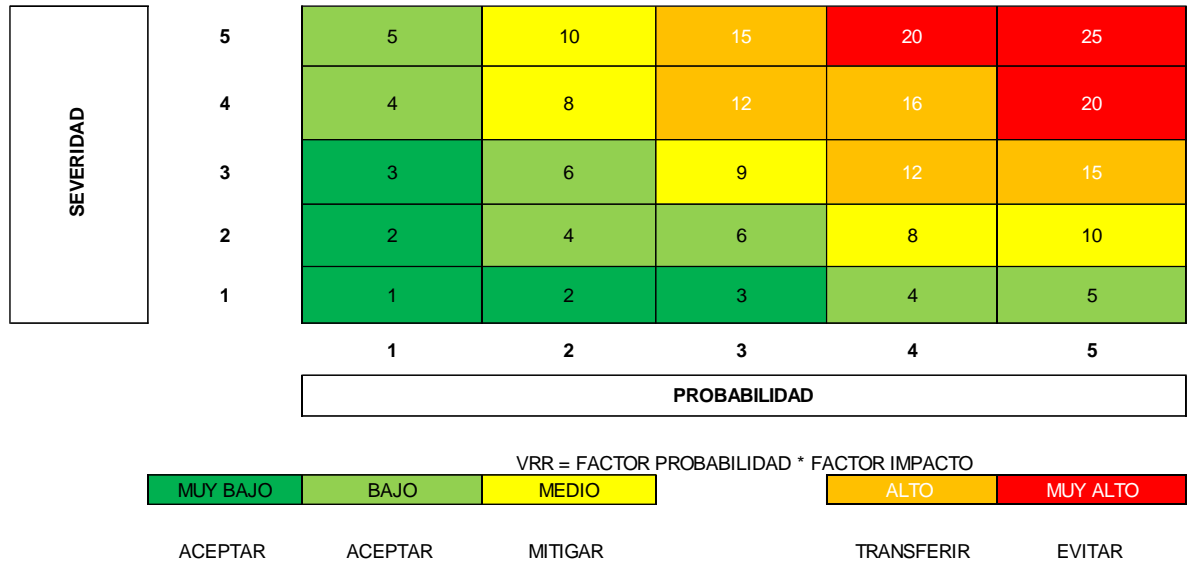 5 5 10 15 20 25
4 4 8 12 16 20
SEVERIDAD
3 3 6 9 12 15
2 2 4 6 8 10
1 1 2 3 4 5
1 2 3 4 5
PROBABILIDAD
VRR = FACTOR PROBABILIDAD * FACTOR IMPACTO
MUY BAJO BAJO MEDIO ALTO MUY ALTO
ACEPTAR ACEPTAR MITIGAR TRANSFERIR EVITAR